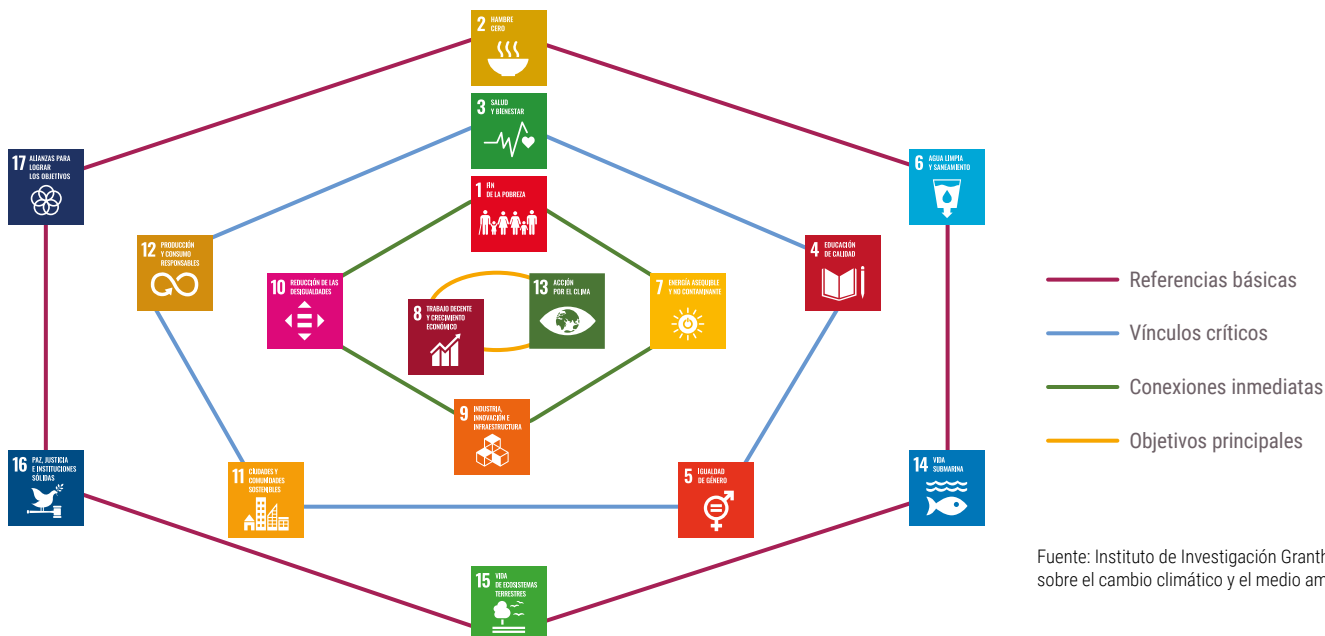 2 HAMBRE
CERO
3 SALUD
Y BIENESTAR
17 ALIANZAS PARA
LOGRAR
LOS OBJETIVOS
6 AGUA LIMPIA
Y SANEAMIENTO
1 FIN
DE LA POBREZA
12 PRODUCCIÓN
Y CONSUMO
RESPONSABLES
4 EDUCACIÓN
DE CALIDAD
10 REDUCCIÓN DE LAS
DESIGUALDADES
8 TRABAJO DECENTE
Y CRECIMIENTO
ECONÓMICO
13 ACCIÓN
POR EL CLIMA
7 ENERGÍA ASEQUIBLE
Y NO CONTAMINANTE
9 INDUSTRIA,
INNOVACIÓN E
INFRAESTRUCTURA
16 PAZ, JUSTICIA
E INSTITUCIONES
SÓLIDAS
11 CIUDADES Y
COMUNIDADES
SOSTENIBLES
5 IGUALDAD
DE GÉNERO
14 VIDA
SUBMARINA
15 VIDA
DE ECOSISTEMAS
TERRESTRES
Referencias básicas
Vínculos críticos
Conexiones inmediatas
Objetivos principales
Fuente: Instituto de Investigación Granth
sobre el cambio climático y el medio am